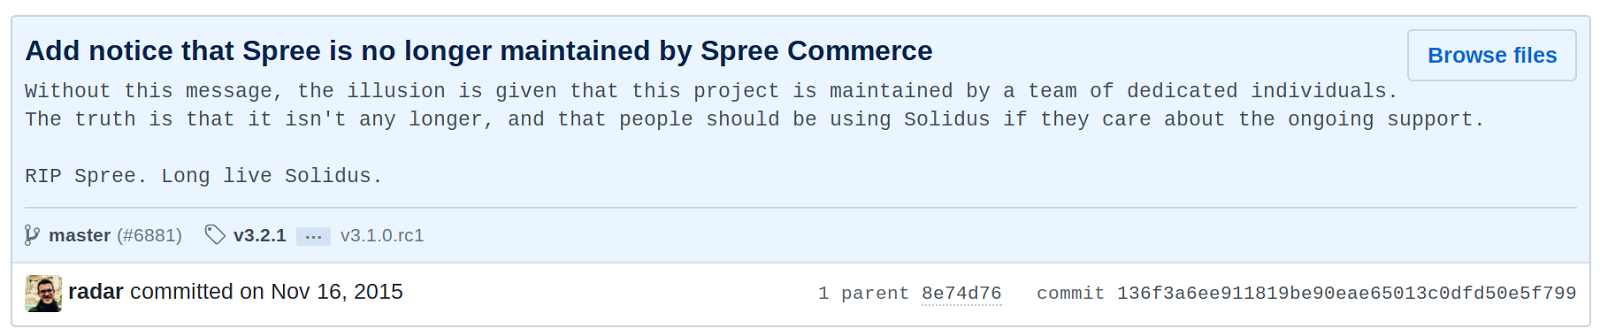 Add notice that Spree is no longer maintained by Spree Commerce
Browse files
Without this message, the illusion is given that this project is maintained by a team of dedicated individuals.
The truth is that it isn't any longer, and that people should be using Solidus if they care about the ongoing support.
RIP Spree. Long live Solidus.
master (#6881) v3.2.1 ... v3.1.0.rc1
radar committed on Nov 16, 2015 1 parent 8e74d76 commit 136f3a6ee911819be90eae65013c0dfd50e5f799